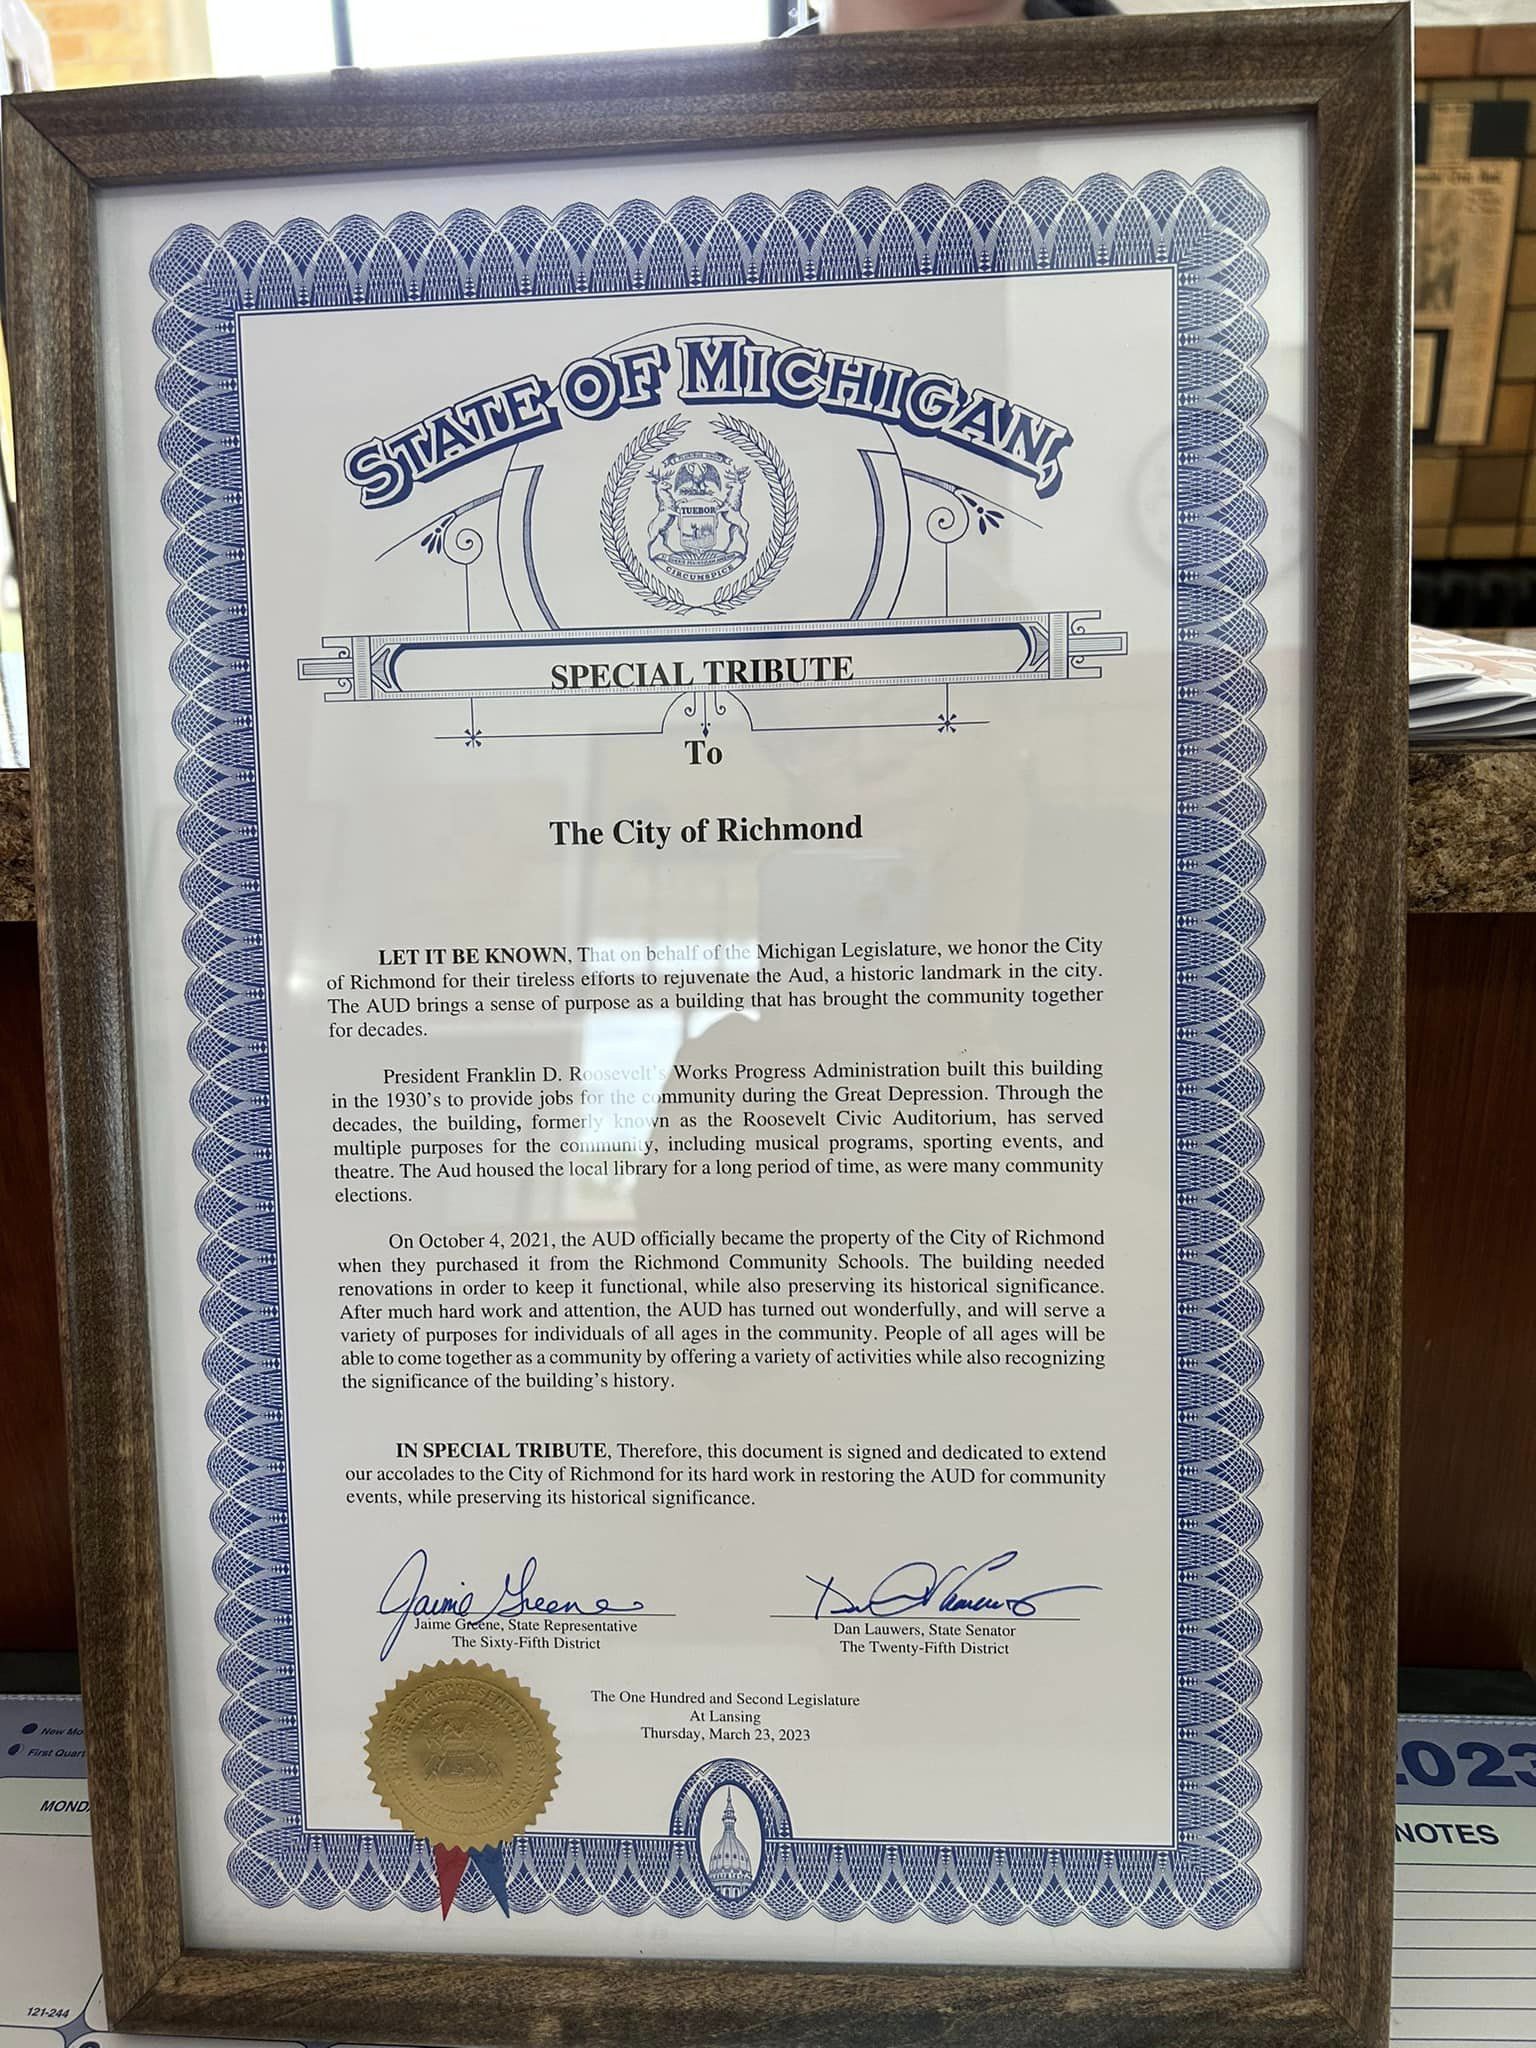 STATE OF MICHIGAN,
TUEBOR
CIRCUMSPICE
SPECIAL TRIBUTE
To
The City of Richmond
LET IT BE KNOWN, That on behalf of the Michigan Legislature, we honor the City
of Richmond for their tireless efforts to rejuvenate the Aud, a historic landmark in the city.
The AUD brings a sense of purpose as a building that has brought the community together
for decades.
President Franklin D. Roosevelt's Works Progress Administration built this building
in the 1930's to provide jobs for the community during the Great Depression. Through the
decades, the building, formerly known as the Roosevelt Civic Auditorium, has served
multiple purposes for the community, including musical programs, sporting events, and
theatre. The Aud housed the local library for a long period of time, as were many community
elections.
On October 4, 2021, the AUD officially became the property of the City of Richmond
when they purchased it from the Richmond Community Schools. The building needed
renovations in order to keep it functional, while also preserving its historical significance.
After much hard work and attention, the AUD has turned out wonderfully, and will serve a
variety of purposes for individuals of all ages in the community. People of all ages will be
able to come together as a community by offering a variety of activities while also recognizing
the significance of the building's history.
IN SPECIAL TRIBUTE, Therefore, this document is signed and dedicated to extend
our accolades to the City of Richmond for its hard work in restoring the AUD for community
events, while preserving its historical significance.
Jaime Greene
Jaime Greene, State Representative
The Sixty-Fifth District
Dan Lauwers, State Senator
The Twenty-Fifth District
The One Hundred and Second Legislature
At Lansing
Thursday, March 23, 2023
New Mo
First Quart
MONDA
121-244
2023
NOTES